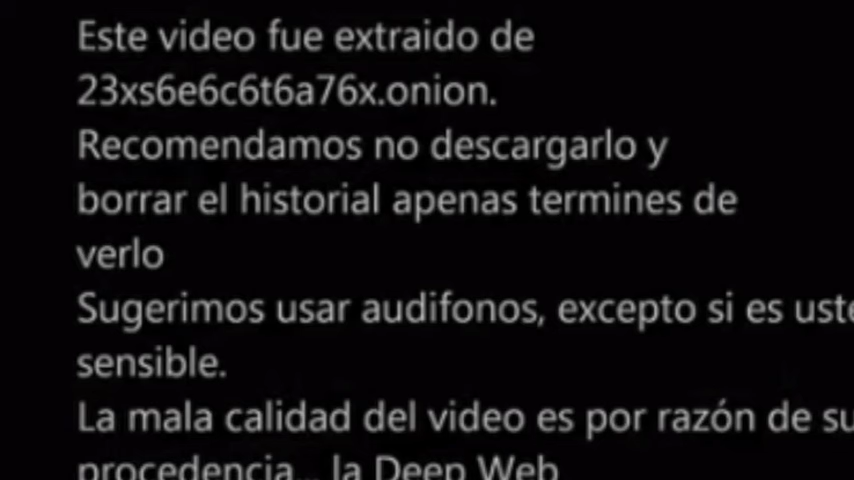 Este video fue extraido de
23xs6e6c6t6a76x.onion.
Recomendamos no descargarlo y
borrar el historial apenas termines de
verlo
Sugerimos usar audifonos, excepto si es uste
sensible.
La mala calidad del video es por razón de su
procedencia... la Deep Web